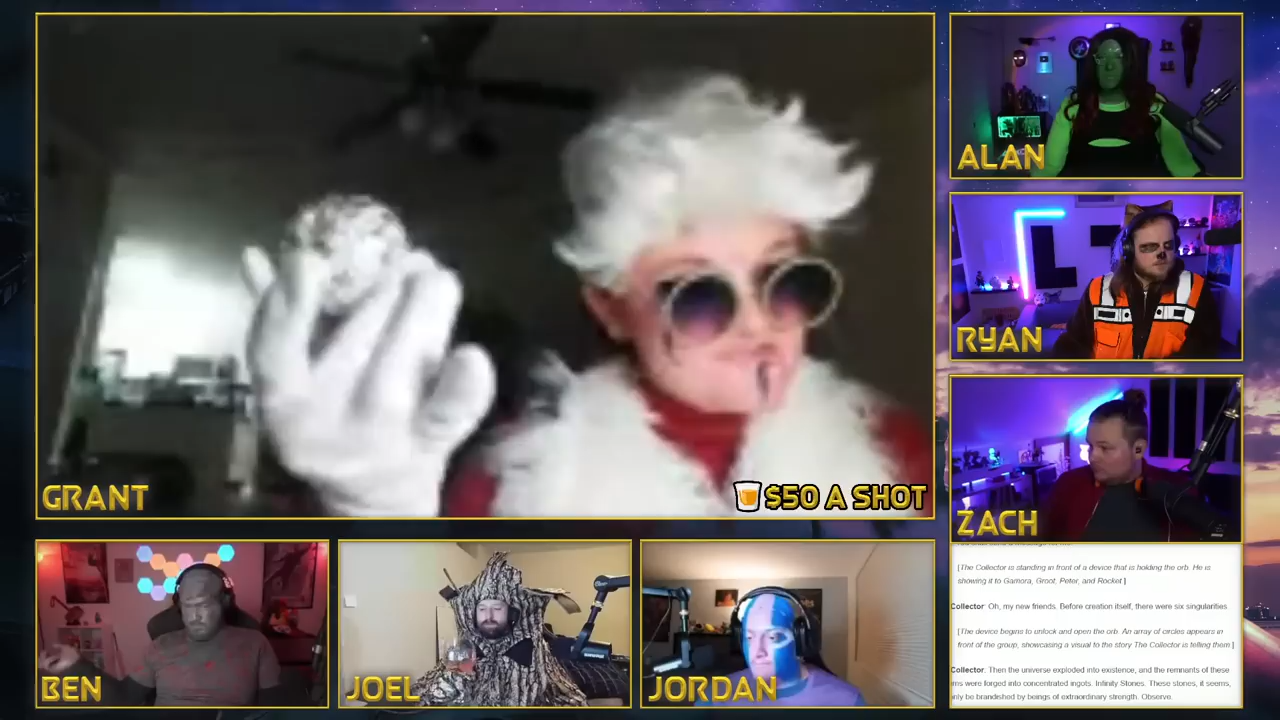 GRANT
$50 A SHOT
ALAN
RYAN
ZACH
BEN
JOEL
JORDAN
[The Collector is standing in front of a device that is holding the orb. He is
showing it to Gamora, Groot, Peter, and Rocket.]
Collector: Oh, my new friends. Before creation itself, there were six singularities.
[The device begins to unlock and open the orb. An array of circles appears in
front of the group, showcasing a visual to the story The Collector is telling them.]
Collector: Then the universe exploded into existence, and the remnants of these
ms were forged into concentrated ingots. Infinity Stones. These stones, it seems,
nly be brandished by beings of extraordinary strength. Observe.